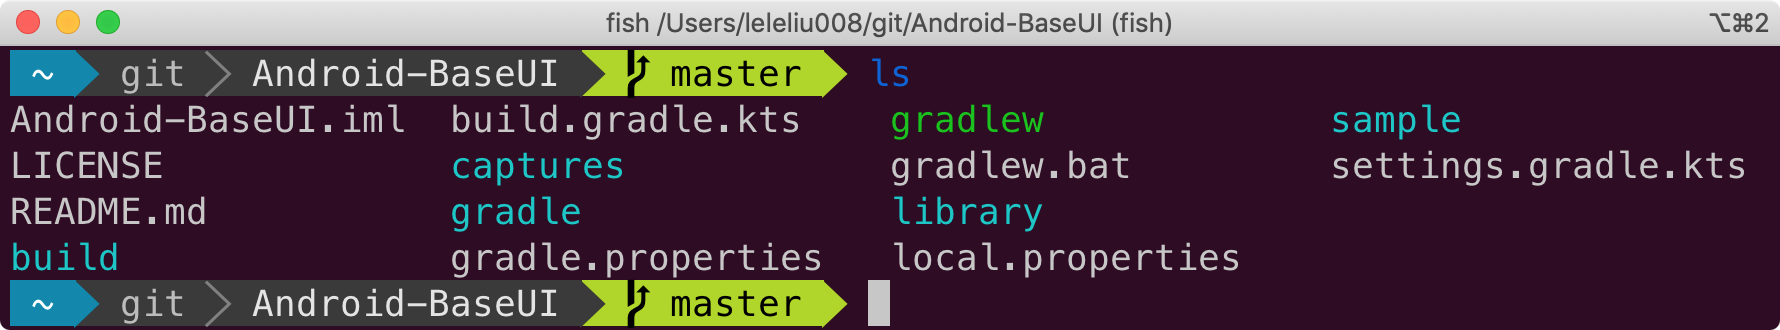 fish /Users/leleliu008/git/Android-BaseUI (fish) ⌥⌘2
~ git Android-BaseUI master ls
Android-BaseUI.iml build.gradle.kts gradlew sample
LICENSE captures gradlew.bat settings.gradle.kts
README.md gradle library
build gradle.properties local.properties
~ git Android-BaseUI master